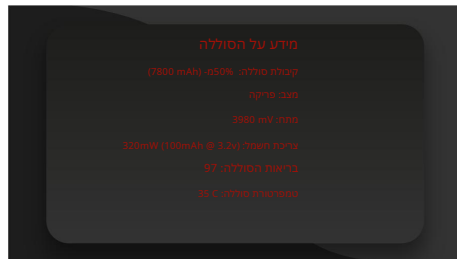 מידע על הסוללה
קיבולת סוללה: 50%מ- (7800 mAh)
מצב: פריקה
מתח: 3980 mV
צריכת חשמל: 320mW (100mAh @ 3.2v)
בריאות הסוללה: 97
35°C